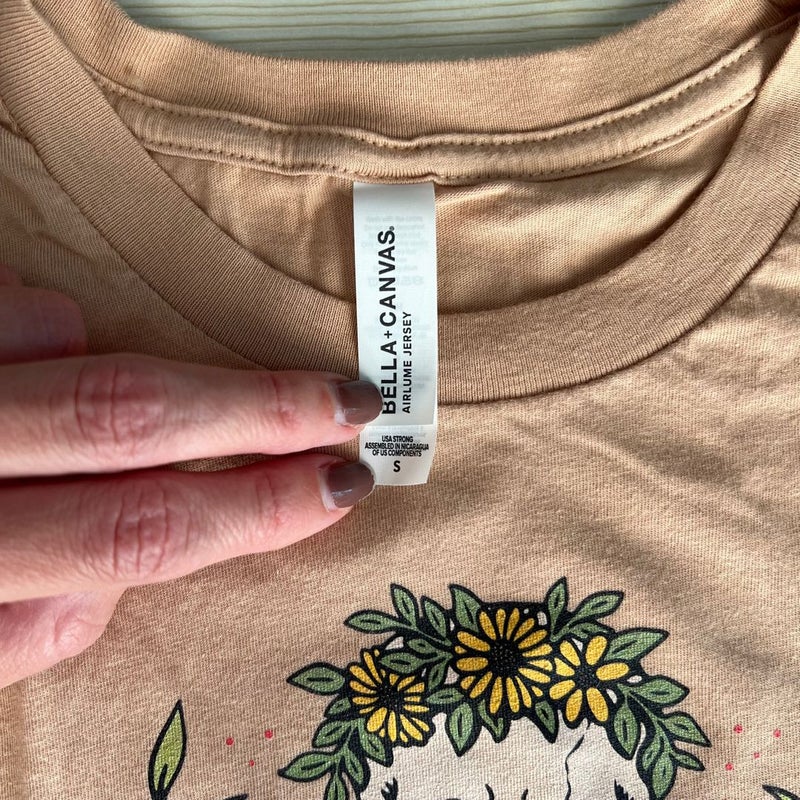 BELLA+CANVAS®
AIRLUME JERSEY
USA STRONG
ASSEMBLED IN NICARAGUA
OF US COMPONENTS
S